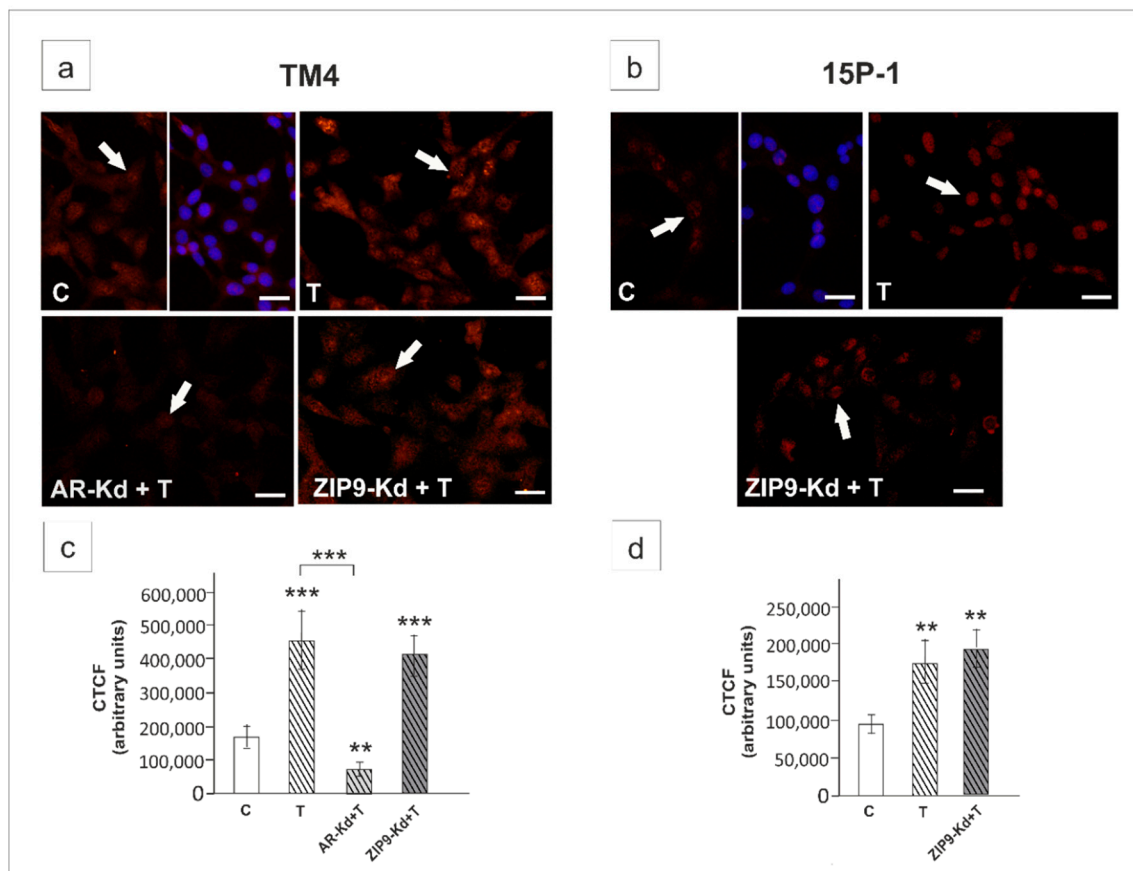 a
TM4
b
15P-1
C
T
C
T
AR-Kd + T
ZIP9-Kd + T
ZIP9-Kd + T
c
***
600,000
500,000
400,000
300,000
200,000
100,000
0
CTCF
(arbitrary units)
***
**
***
C
T
AR-Kd+T
ZIP9-Kd+T
d
250,000
200,000
150,000
100,000
50,000
0
CTCF
(arbitrary units)
**
**
C
T
ZIP9-Kd+T